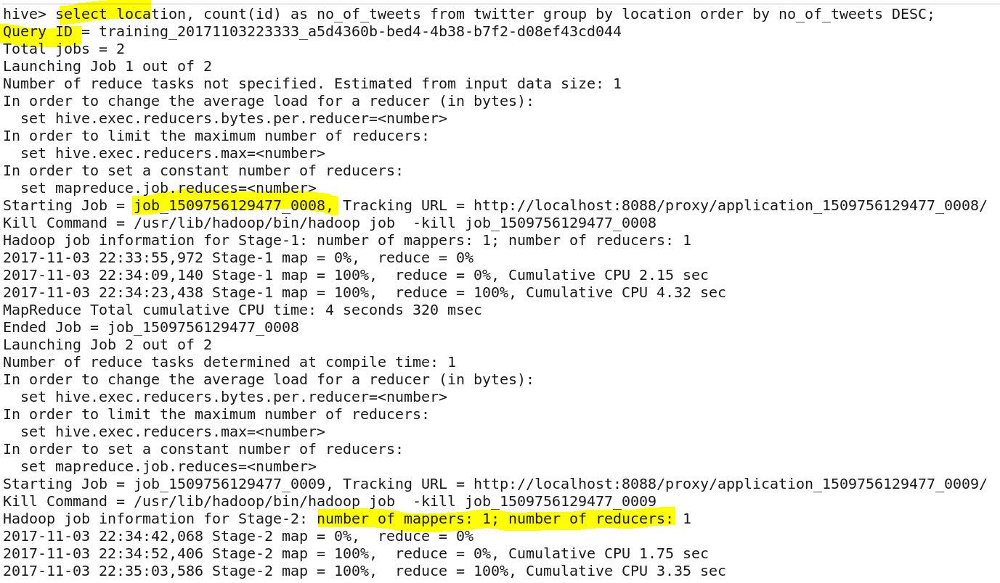 hive> select location, count(id) as no_of_tweets from twitter group by location order by no_of_tweets DESC;
Query ID = training_20171103223333_a5d4360b-bed4-4b38-b7f2-d08ef43cd044
Total jobs = 2
Launching Job 1 out of 2
Number of reduce tasks not specified. Estimated from input data size: 1
In order to change the average load for a reducer (in bytes):
  set hive.exec.reducers.bytes.per.reducer=<number>
In order to limit the maximum number of reducers:
  set hive.exec.reducers.max=<number>
In order to set a constant number of reducers:
  set mapreduce.job.reduces=<number>
Starting Job = job_1509756129477_0008, Tracking URL = http://localhost:8088/proxy/application_1509756129477_0008/
Kill Command = /usr/lib/hadoop/bin/hadoop job  -kill job_1509756129477_0008
Hadoop job information for Stage-1: number of mappers: 1; number of reducers: 1
2017-11-03 22:33:55,972 Stage-1 map = 0%,  reduce = 0%
2017-11-03 22:34:09,140 Stage-1 map = 100%,  reduce = 0%, Cumulative CPU 2.15 sec
2017-11-03 22:34:23,438 Stage-1 map = 100%,  reduce = 100%, Cumulative CPU 4.32 sec
MapReduce Total cumulative CPU time: 4 seconds 320 msec
Ended Job = job_1509756129477_0008
Launching Job 2 out of 2
Number of reduce tasks determined at compile time: 1
In order to change the average load for a reducer (in bytes):
  set hive.exec.reducers.bytes.per.reducer=<number>
In order to limit the maximum number of reducers:
  set hive.exec.reducers.max=<number>
In order to set a constant number of reducers:
  set mapreduce.job.reduces=<number>
Starting Job = job_1509756129477_0009, Tracking URL = http://localhost:8088/proxy/application_1509756129477_0009/
Kill Command = /usr/lib/hadoop/bin/hadoop job  -kill job_1509756129477_0009
Hadoop job information for Stage-2: number of mappers: 1; number of reducers: 1
2017-11-03 22:34:42,068 Stage-2 map = 0%,  reduce = 0%
2017-11-03 22:34:52,406 Stage-2 map = 100%,  reduce = 0%, Cumulative CPU 1.75 sec
2017-11-03 22:35:03,586 Stage-2 map = 100%,  reduce = 100%, Cumulative CPU 3.35 sec